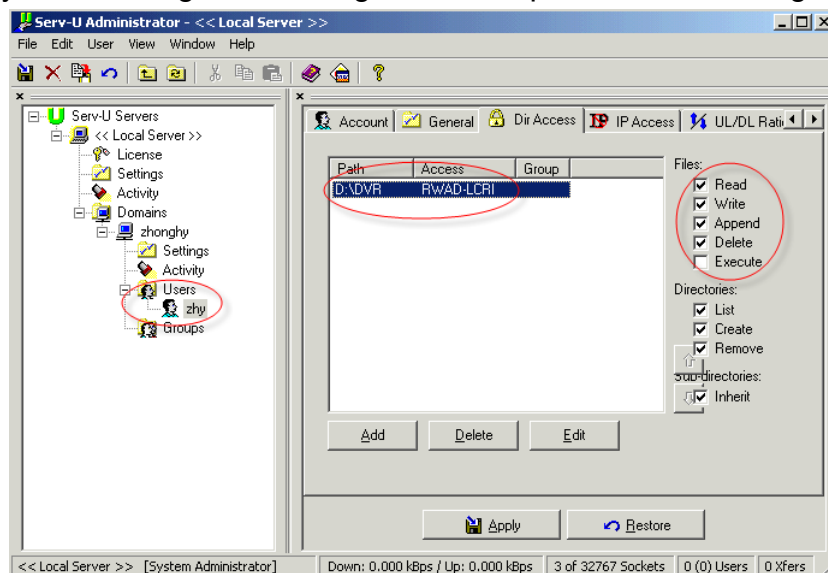 Serv-U Administrator - << Local Server >>
File Edit User View Window Help
Serv-U Servers
<< Local Server >>
License
Settings
Activity
Domains
zhonghy
Settings
Activity
Users
zhy
Groups
Account General Dir Access IP Access UL/DL Rati
Path Access Group
D:\DVR RWAD-LCRI
Files:
Read
Write
Append
Delete
Execute
Directories:
List
Create
Remove
Sub-directories:
Inherit
Add Delete Edit
Apply Restore
<< Local Server >> [System Administrator] Down: 0.000 kBps / Up: 0.000 kBps 3 of 32767 Sockets 0 (0) Users 0 Xfers